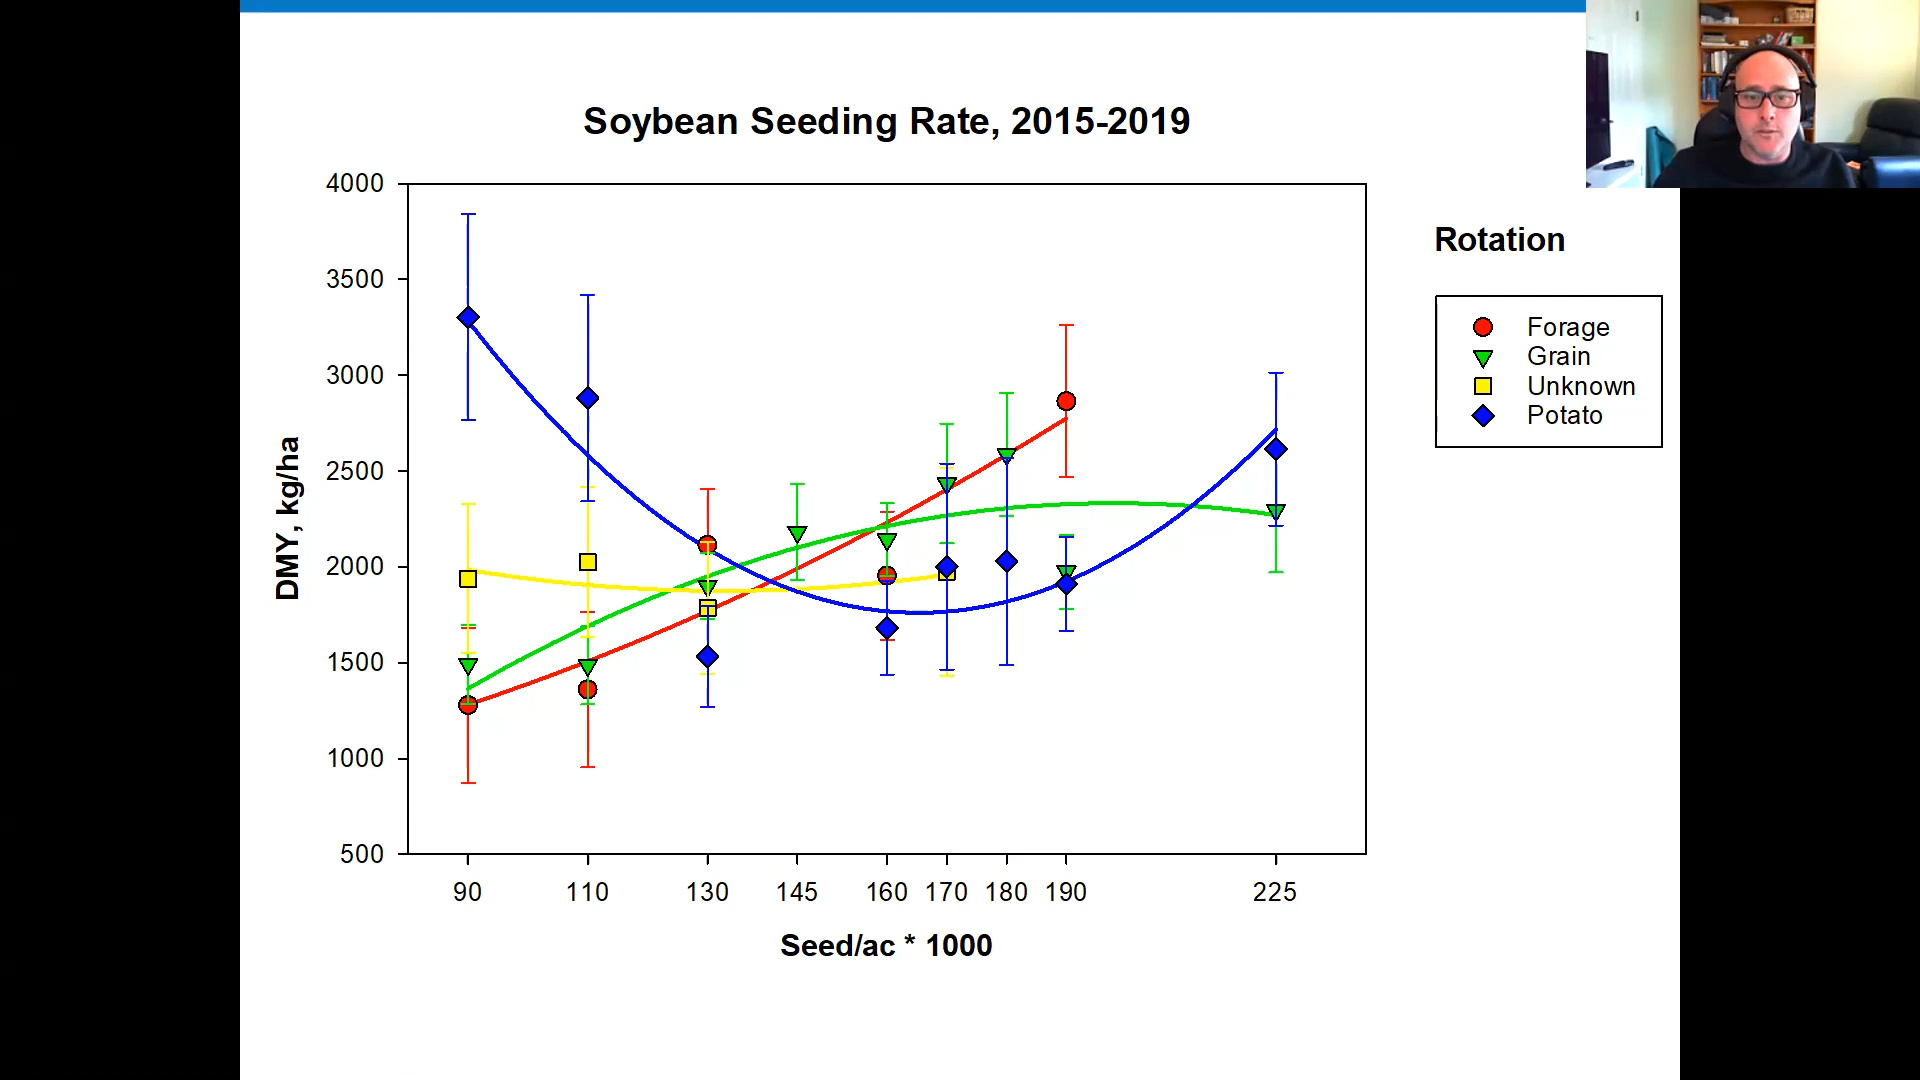 Soybean Seeding Rate, 2015-2019
Rotation
Forage
Grain
Unknown
Potato
DMY, kg/ha
4000
3500
3000
2500
2000
1500
1000
500
90 110 130 145 160 170 180 190 225
Seed/ac * 1000